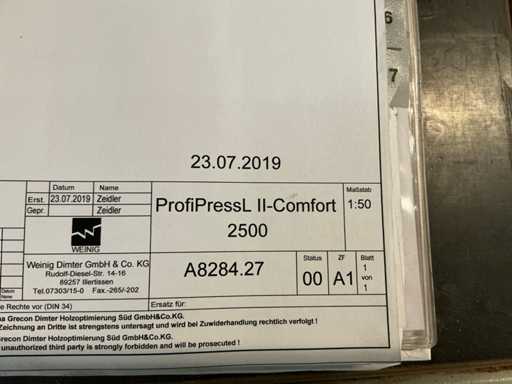 6
7
23.07.2019
Datum Name
Erst. 23.07.2019 Zeidler
Gepr. Zeidler
ProfiPressL II-Comfort
2500
Maßstab
1:50
WEINIG
Weinig Dimter GmbH & Co. KG
Rudolf-Diesel-Str. 14-16
89257 Illertissen
Tel.07303/15-0 Fax.-265/-202
A8284.27
Status
00
ZF
A1
Blatt
1
von
1
Datum
Name
e Rechte vor (DIN 34)
Ersatz für:
a Grecon Dimter Holzoptimierung Süd GmbH&Co.KG.
Zeichnung an Dritte ist strengstens untersagt und wird bei Zuwiderhandlung rechtlich verfolgt !
recon Dimter Holzoptimierung Süd GmbH&Co.KG.
unauthorized third party is strongly forbidden and will be prosecuted !